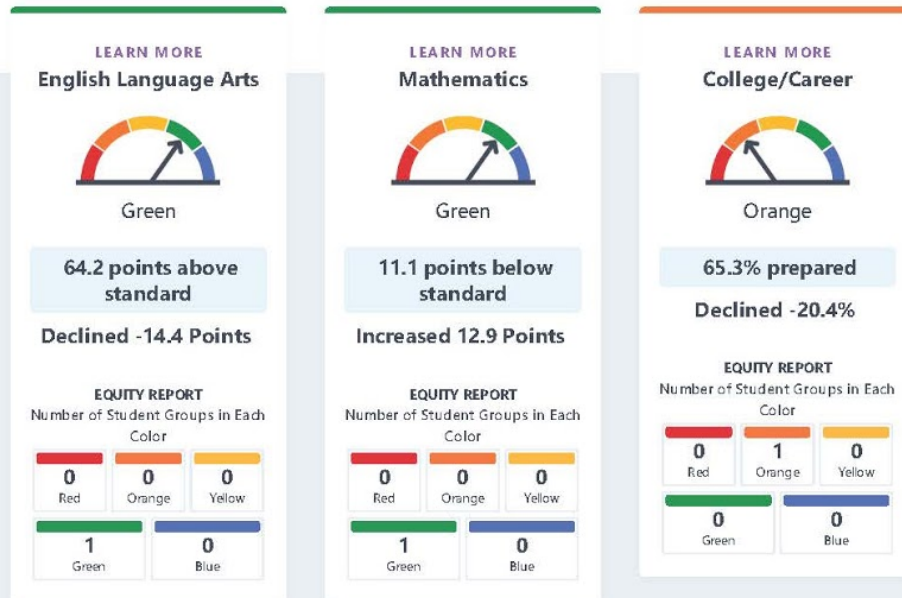 LEARN MORE
English Language Arts
Green
64.2 points above
standard
Declined -14.4 Points
EQUITY REPORT
Number of Student Groups in Each
Color
0
Red
0
Orange
0
Yellow
1
Green
0
Blue
LEARN MORE
Mathematics
Green
11.1 points below
standard
Increased 12.9 Points
EQUITY REPORT
Number of Student Groups in Each
Color
0
Red
0
Orange
0
Yellow
1
Green
0
Blue
LEARN MORE
College/Career
Orange
65.3% prepared
Declined -20.4%
EQUITY REPORT
Number of Student Groups in Each
Color
0
Red
1
Orange
0
Yellow
0
Green
0
Blue